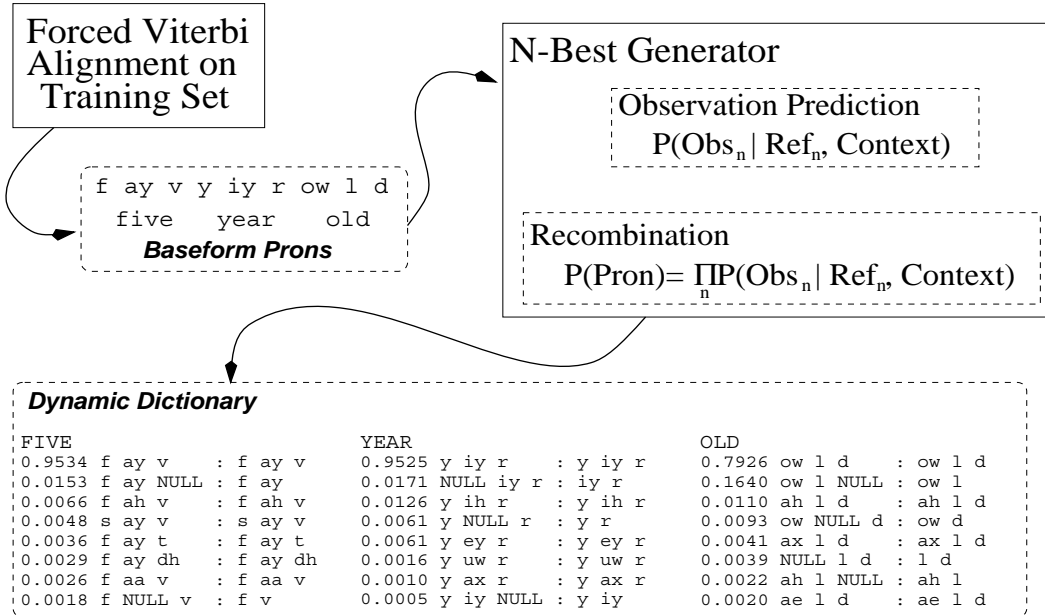 Forced Viterbi
Alignment on
Training Set
f ay v y iy r ow l d
five year old
Baseform Prons
N-Best Generator
Observation Prediction
P(Obs_n | Ref_n, Context)
Recombination
P(Pron)= ∏_n P(Obs_n | Ref_n, Context)
Dynamic Dictionary
FIVE YEAR OLD
0.9534 f ay v : f ay v 0.9525 y iy r : y iy r 0.7926 ow l d : ow l d
0.0153 f ay NULL : f ay 0.0171 NULL iy r : iy r 0.1640 ow l NULL : ow l
0.0066 f ah v : f ah v 0.0126 y ih r : y ih r 0.0110 ah l d : ah l d
0.0048 s ay v : s ay v 0.0061 y NULL r : y r 0.0093 ow NULL d : ow d
0.0036 f ay t : f ay t 0.0061 y ey r : y ey r 0.0041 ax l d : ax l d
0.0029 f ay dh : f ay dh 0.0016 y uw r : y uw r 0.0039 NULL l d : l d
0.0026 f aa v : f aa v 0.0010 y ax r : y ax r 0.0022 ah l NULL : ah l
0.0018 f NULL v : f v 0.0005 y iy NULL : y iy 0.0020 ae l d : ae l d